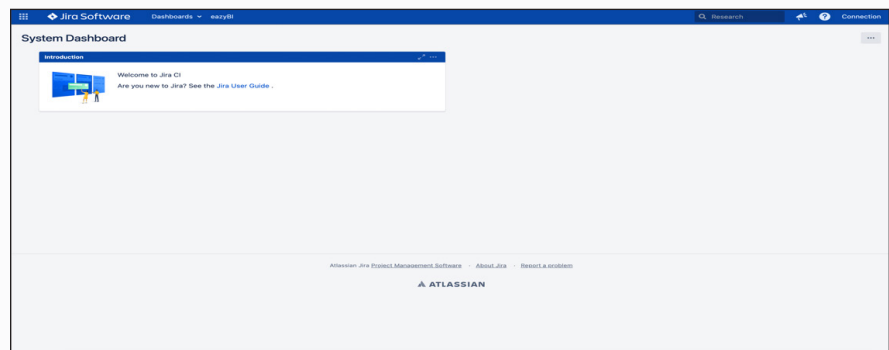 Jira Software Dashboards eazyBI Research Connection
System Dashboard
Introduction
Welcome to Jira CI
Are you new to Jira? See the Jira User Guide .
Atlassian Jira Project Management Software · About Jira · Report a problem
ATLASSIAN